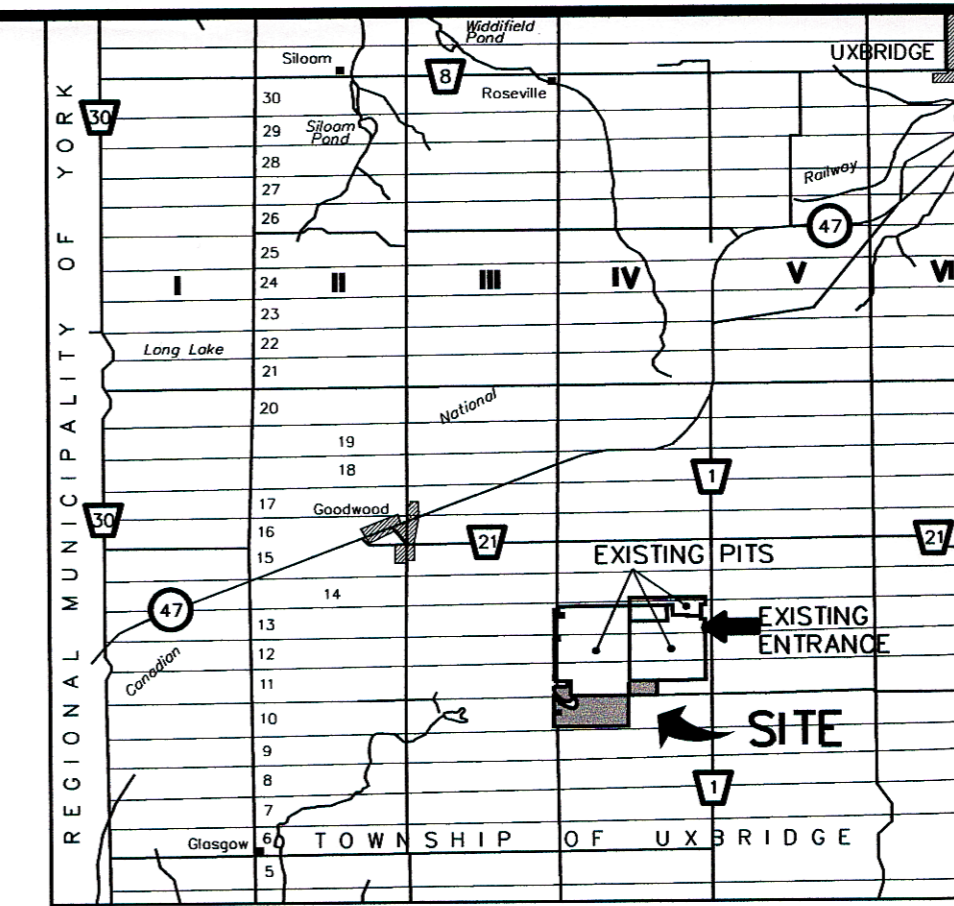 Widdifield
Pond
UXBRIDGE
Siloam
8
Roseville
30
30
Siloam
Pond
29
28
27
26
25
24
23
22
21
20
19
18
17
16
15
14
13
12
11
10
9
8
7
6
5
Railway
47
I
II
III
IV
V
VI
Long Lake
National
1
Goodwood
30
21
21
EXISTING PITS
47
EXISTING
ENTRANCE
Canadian
SITE
1
Glasgow
TOWNSHIP OF UXBRIDGE
REGIONAL MUNICIPALITY OF YORK